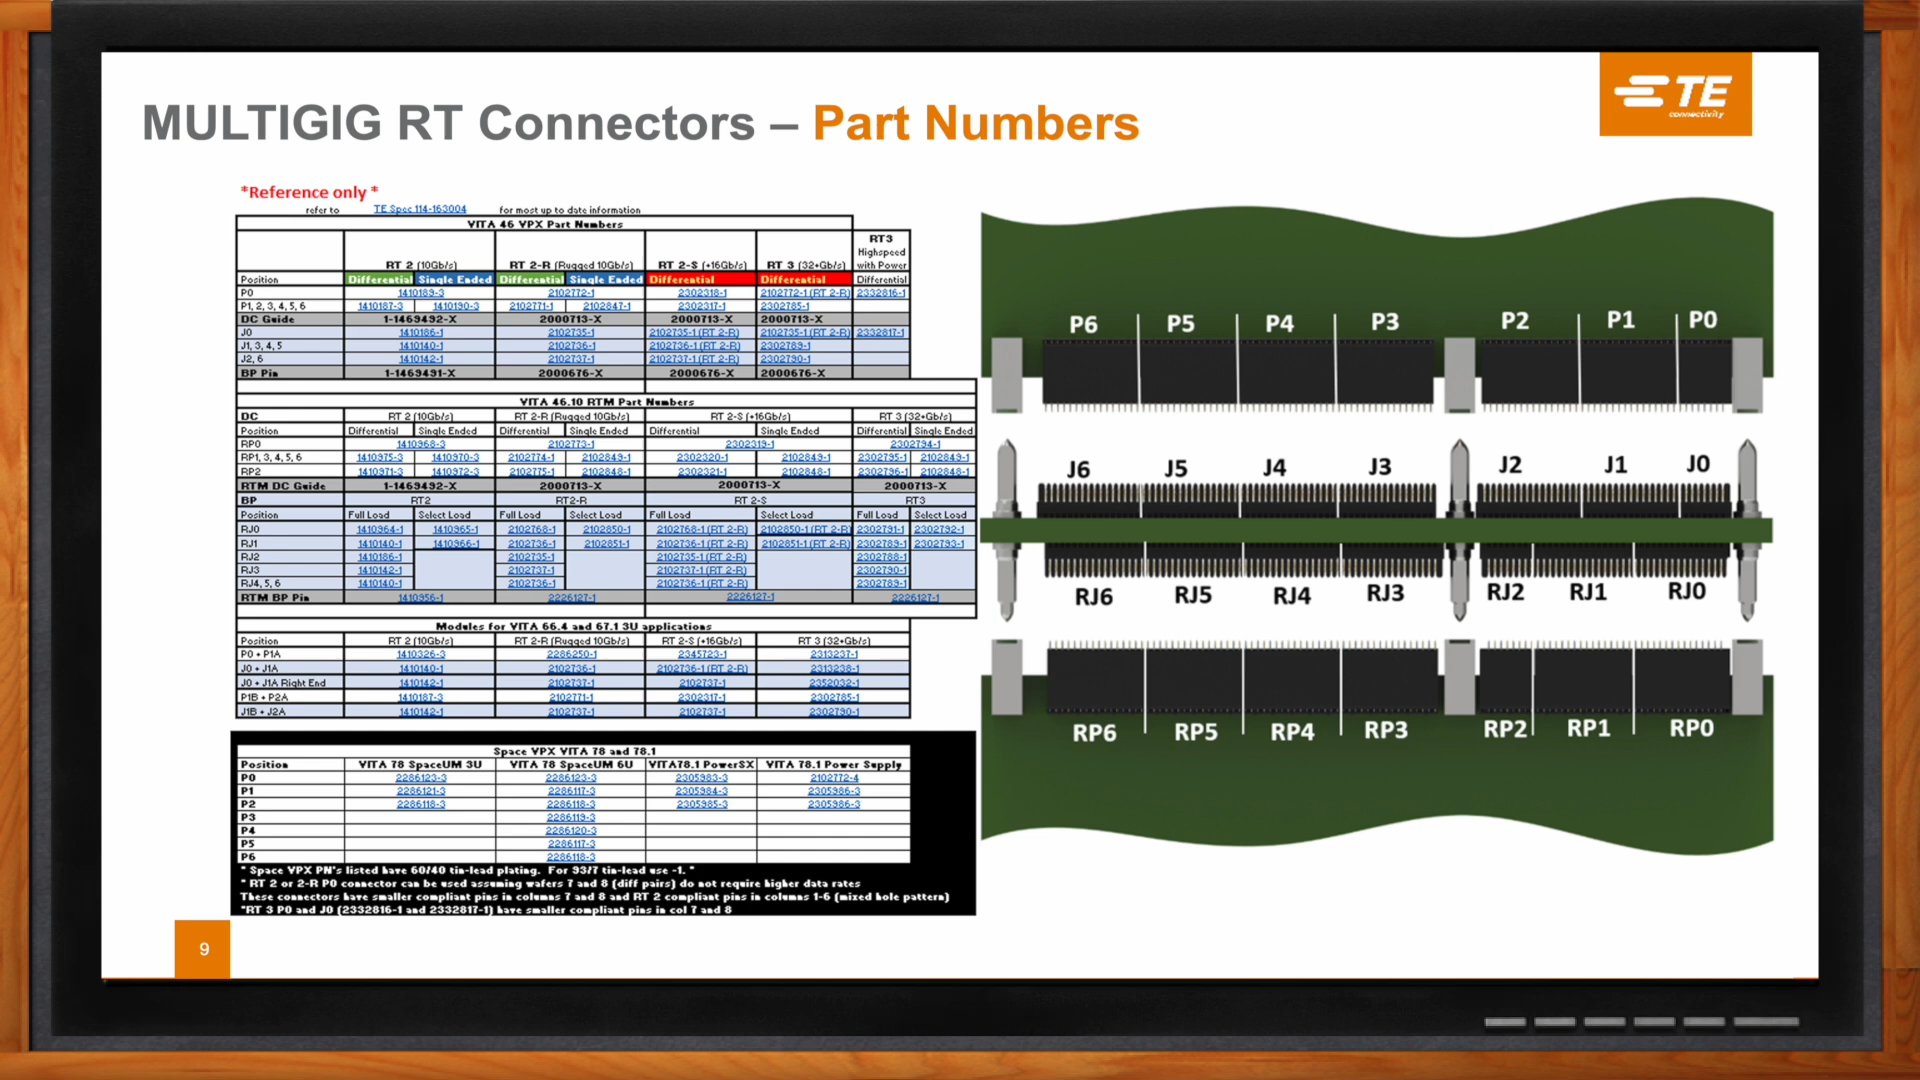 MULTIGIG RT Connectors – Part Numbers
TE
connectivity
*Reference only *
refer to TE Spec 114-163004 for most up to date information
VITA 46 VPX Part Numbers
RT 2 (10Gb/s) RT 2-R (Rugged 10Gb/s) RT 2-S (+16Gb/s) RT 3 (32+Gb/s) RT3 Highspeed with Power
Position Differential Single Ended Differential Single Ended Differential Differential Differential
P0 1410189-3 2102772-1 2302318-1 2102772-1 (RT 2-R) 2332816-1
P1, 2, 3, 4, 5, 6 1410187-3 1410190-3 2102771-1 2102847-1 2302317-1 2302785-1
DC Guide 1-1469492-X 2000713-X 2000713-X 2000713-X
J0 1410186-1 2102735-1 2102735-1 (RT 2-R) 2102735-1 (RT 2-R) 2332817-1
J1, 3, 4, 5 1410140-1 2102736-1 2102736-1 (RT 2-R) 2302789-1
J2, 6 1410142-1 2102737-1 2102737-1 (RT 2-R) 2302790-1
BP Pin 1-1469491-X 2000676-X 2000676-X 2000676-X
VITA 46.10 RTM Part Numbers
DC RT 2 (10Gb/s) RT 2-R (Rugged 10Gb/s) RT 2-S (+16Gb/s) RT 3 (32+Gb/s)
Position Differential Single Ended Differential Single Ended Differential Single Ended Differential Single Ended
RP0 1410968-3 2102773-1 2302319-1 2302794-1
RP1, 3, 4, 5, 6 1410975-3 1410970-3 2102774-1 2102849-1 2302320-1 2102849-1 2302795-1 2102849-1
RP2 1410971-3 1410972-3 2102775-1 2102848-1 2302321-1 2102848-1 2302796-1 2102848-1
RTM DC Guide 1-1469492-X 2000713-X 2000713-X 2000713-X
BP RT2 RT2-R RT 2-S RT3
Position Full Load Select Load Full Load Select Load Full Load Select Load Full Load Select Load
RJ0 1410964-1 1410965-1 2102768-1 2102850-1 2102768-1 (RT 2-R) 2102850-1 (RT 2-R) 2302791-1 2302792-1
RJ1 1410140-1 1410966-1 2102736-1 2102851-1 2102736-1 (RT 2-R) 2102851-1 (RT 2-R) 2302789-1 2302793-1
RJ2 1410186-1 2102735-1 2102735-1 (RT 2-R) 2302788-1
RJ3 1410142-1 2102737-1 2102737-1 (RT 2-R) 2302790-1
RJ4, 5, 6 1410140-1 2102736-1 2102736-1 (RT 2-R) 2302789-1
RTM BP Pin 1410956-1 2226127-1 2226127-1 2226127-1
Modules for VITA 66.4 and 67.1 3U applications
Position RT 2 (10Gb/s) RT 2-R (Rugged 10Gb/s) RT 2-S (+16Gb/s) RT 3 (32+Gb/s)
P0 + P1A 1410326-3 2286250-1 2345723-1 2313237-1
J0 + J1A 1410140-1 2102736-1 2102736-1 (RT 2-R) 2313238-1
J0 + J1A Right End 1410142-1 2102737-1 2102737-1 2352032-1
P1B + P2A 1410187-3 2102771-1 2302317-1 2302785-1
J1B + J2A 1410142-1 2102737-1 2102737-1 2302790-1
Space VPX VITA 78 and 78.1
Position VITA 78 SpaceUM 3U VITA 78 SpaceUM 6U VITA78.1 PowerSX VITA 78.1 Power Supply
P0 2286123-3 2286123-3 2305983-3 2102772-4
P1 2286121-3 2286117-3 2305984-3 2305986-3
P2 2286118-3 2286118-3 2305985-3 2305986-3
P3 2286119-3
P4 2286120-3
P5 2286117-3
P6 2286118-3
* Space VPX PN's listed have 60/40 tin-lead plating. For 93/7 tin-lead use -1. *
* RT 2 or 2-R P0 connector can be used assuming wafers 7 and 8 (diff pairs) do not require higher data rates
These connectors have smaller compliant pins in columns 7 and 8 and RT 2 compliant pins in columns 1-6 (mixed hole pattern)
*RT 3 P0 and J0 (2332816-1 and 2332817-1) have smaller compliant pins in col 7 and 8
P6 P5 P4 P3 P2 P1 P0
J6 J5 J4 J3 J2 J1 J0
RJ6 RJ5 RJ4 RJ3 RJ2 RJ1 RJ0
RP6 RP5 RP4 RP3 RP2 RP1 RP0
9